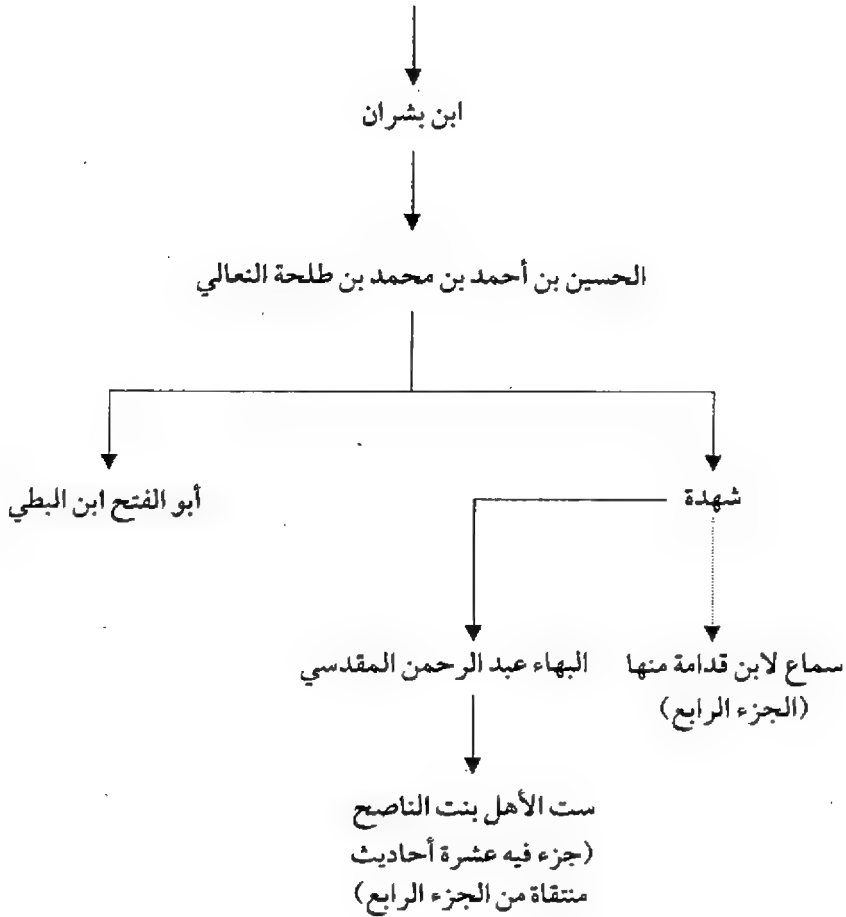 ابن بشران
الحسين بن أحمد بن محمد بن طلحة النعالي
شهدة
أبو الفتح ابن البطي
سماع لابن قدامة منها
(الجزء الرابع)
البهاء عبد الرحمن المقدسي
ست الأهل بنت الناصح
(جزء فيه عشرة أحاديث
منتقاة من الجزء الرابع)